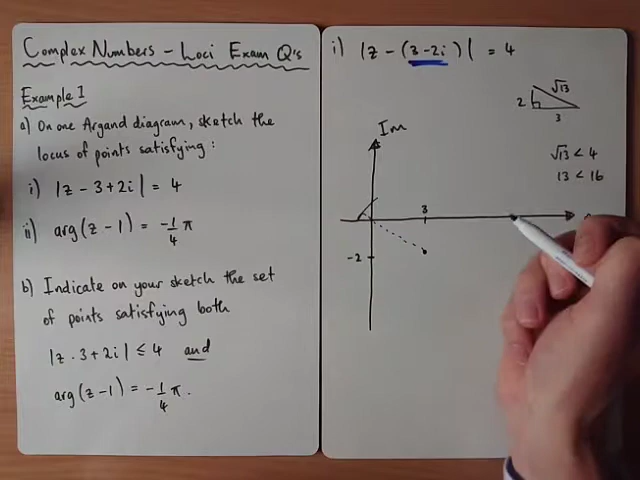 Complex Numbers - Loci Exam Q's
Example 1
a) On one Argand diagram, sketch the
locus of points satisfying:
i) |z - 3 + 2i| = 4
ii) arg(z - 1) = -1/4 π
b) Indicate on your sketch the set
of points satisfying both
|z - 3 + 2i| ≤ 4 and
arg(z - 1) = -1/4 π.
i) |z - (3 - 2i)| = 4
√13
2
3
√13 < 4
13 < 16
Im
3
-2